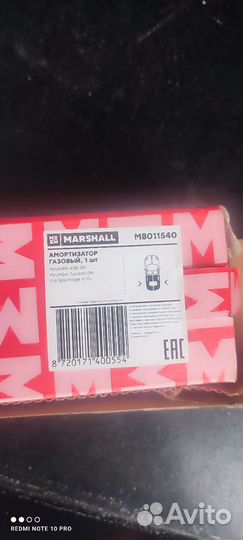 MARSHALL
M8011540
АМОРТИЗАТОР
ГАЗОВЫЙ, 1 шт
Hyundai ix35 09-
Hyundai Tucson 09-
Kia Sportage III 10-
8 720171 400554
EAC
REDMI NOTE 10 PRO
Avito